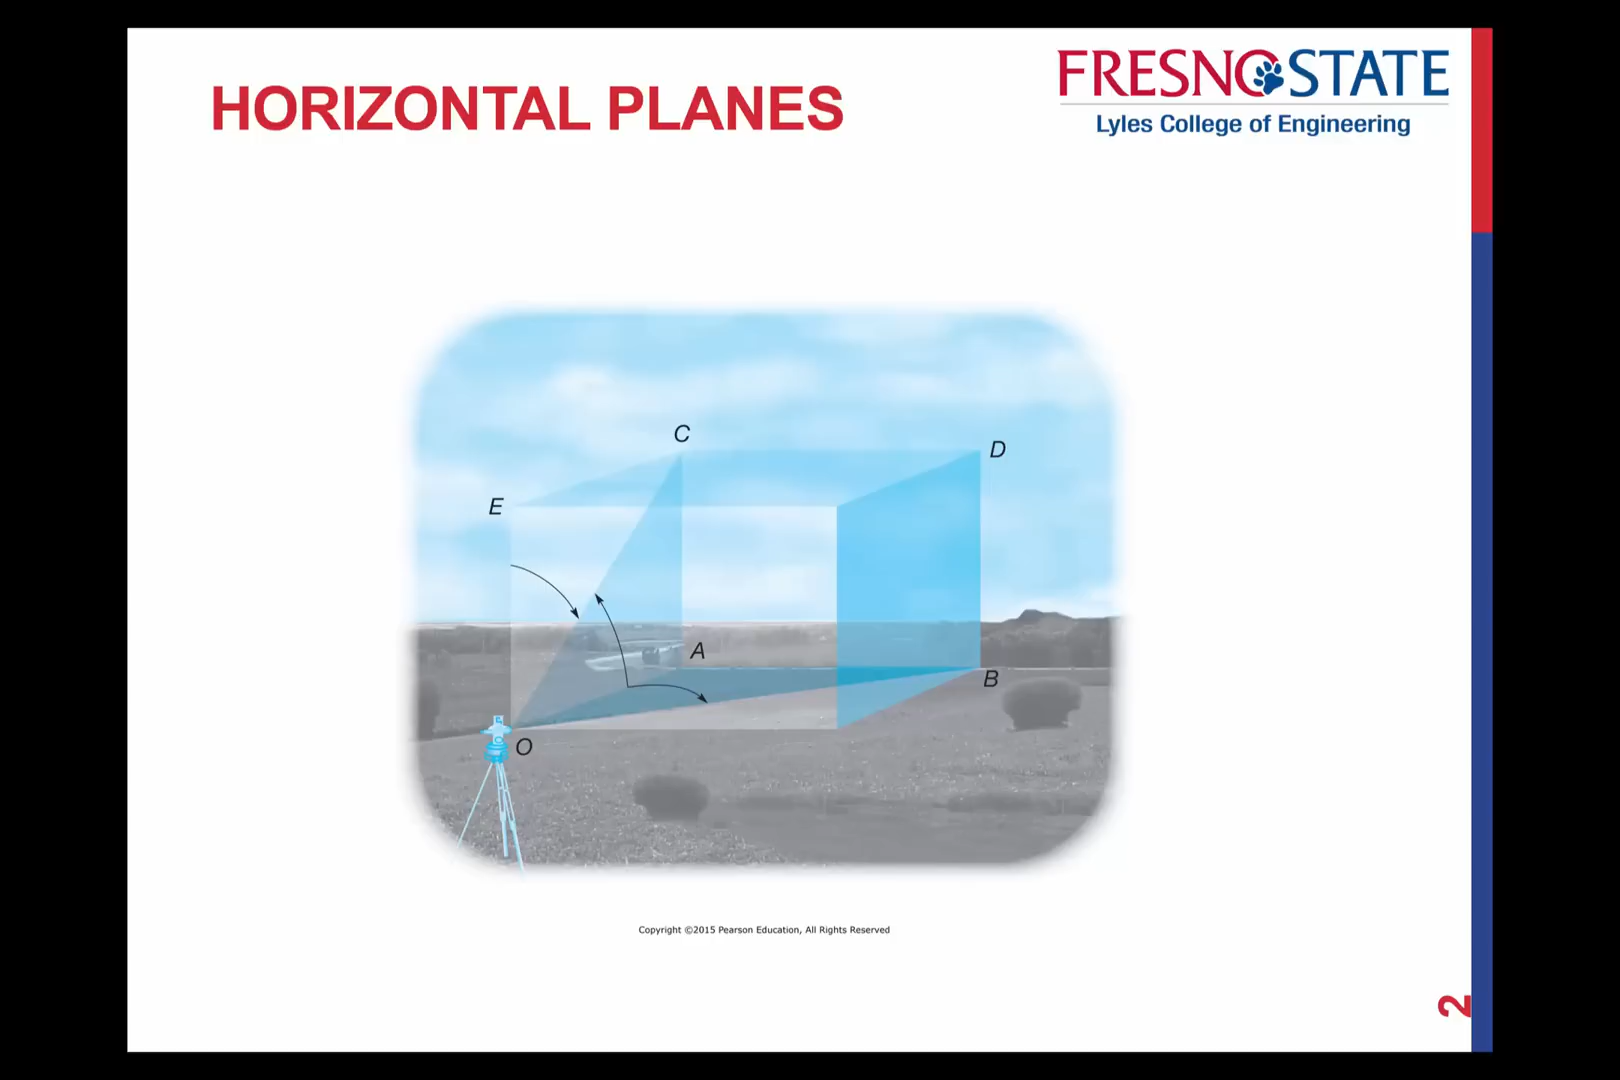 HORIZONTAL PLANES
FRESNO STATE
Lyles College of Engineering
C
D
E
A
B
O
Copyright ©2015 Pearson Education, All Rights Reserved
2